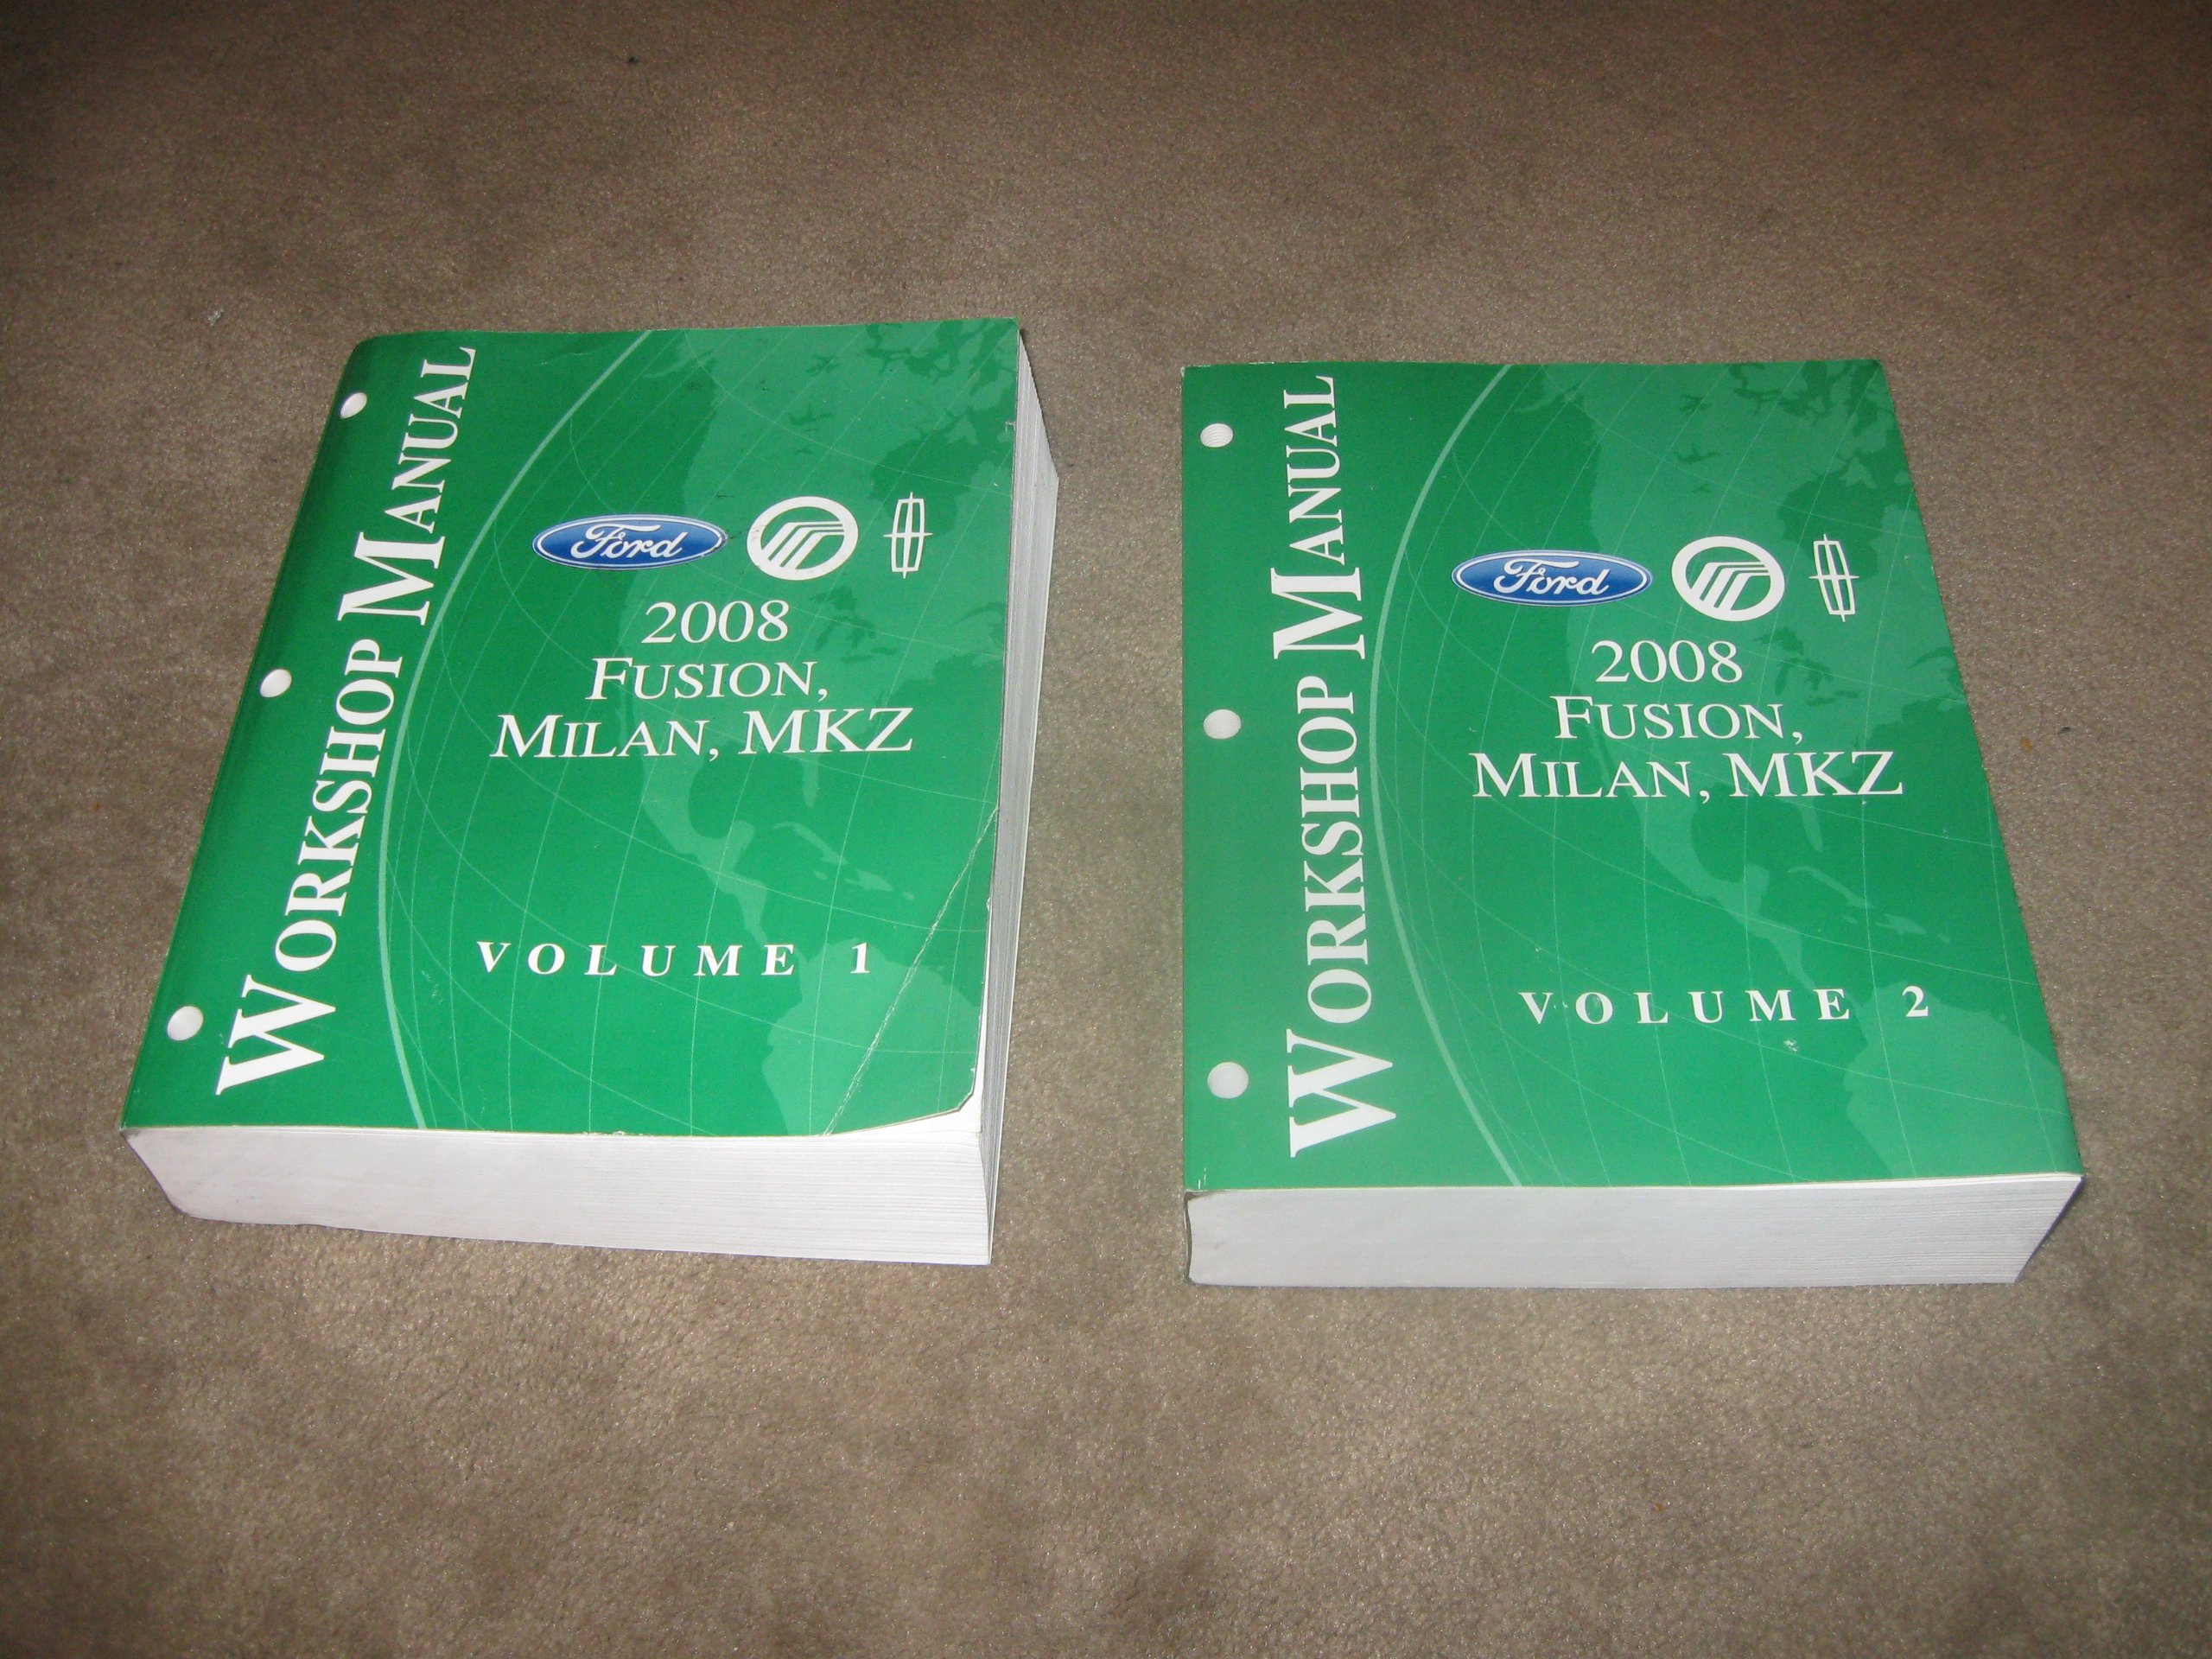 WORKSHOP MANUAL
Ford
2008
FUSION,
MILAN, MKZ
VOLUME 1
WORKSHOP MANUAL
Ford
2008
FUSION,
MILAN, MKZ
VOLUME 2